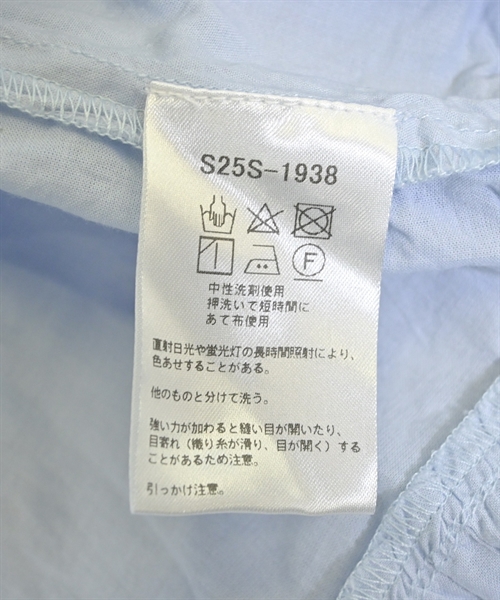 S25S-1938
F
中性洗剤使用
押洗いで短時間に
あて布使用
直射日光や蛍光灯の長時間照射により、
色あせすることがある。
他のものと分けて洗う。
強い力が加わると縫い目が開いたり、
目寄れ（織り糸が滑り、目が開く）する
ことがあるため注意。
引っかけ注意。